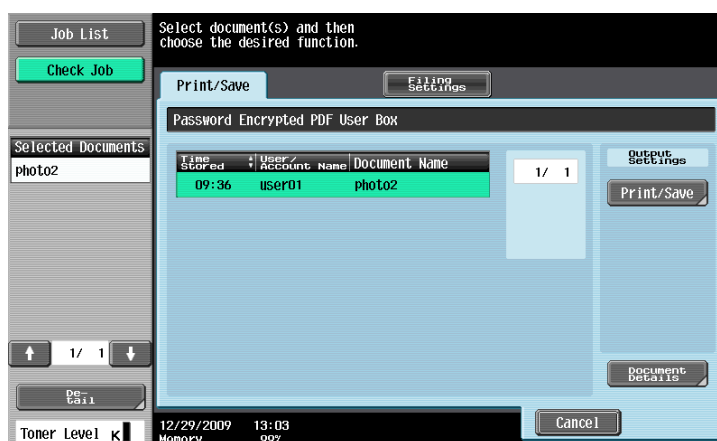 Job List
Check Job
Select document(s) and then
choose the desired function.
Print/Save
Filing
Settings
Password Encrypted PDF User Box
Selected Documents
photo2
Time
Stored
User/
Account Name
Document Name
09:36
user01
photo2
1/ 1
Output
Settings
Print/Save
1/ 1
De-
tail
Document
Details
Toner Level K
12/29/2009 13:03
Memory 99%
Cancel